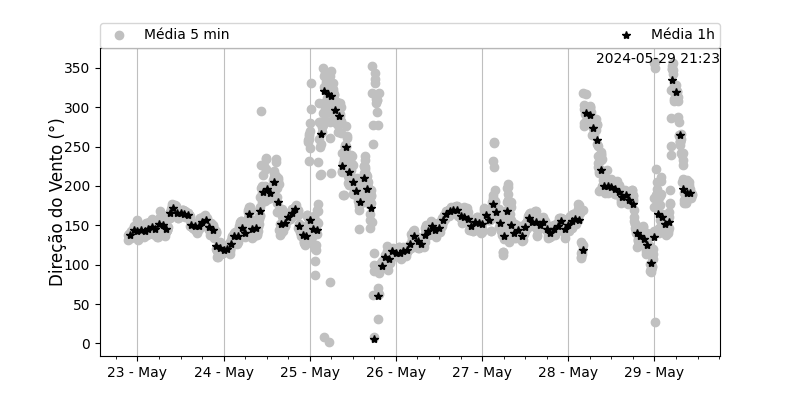 Média 5 min
Média 1h
2024-05-29 21:23
Direção do Vento (°)
350
300
250
200
150
100
50
0
23 - May
24 - May
25 - May
26 - May
27 - May
28 - May
29 - May